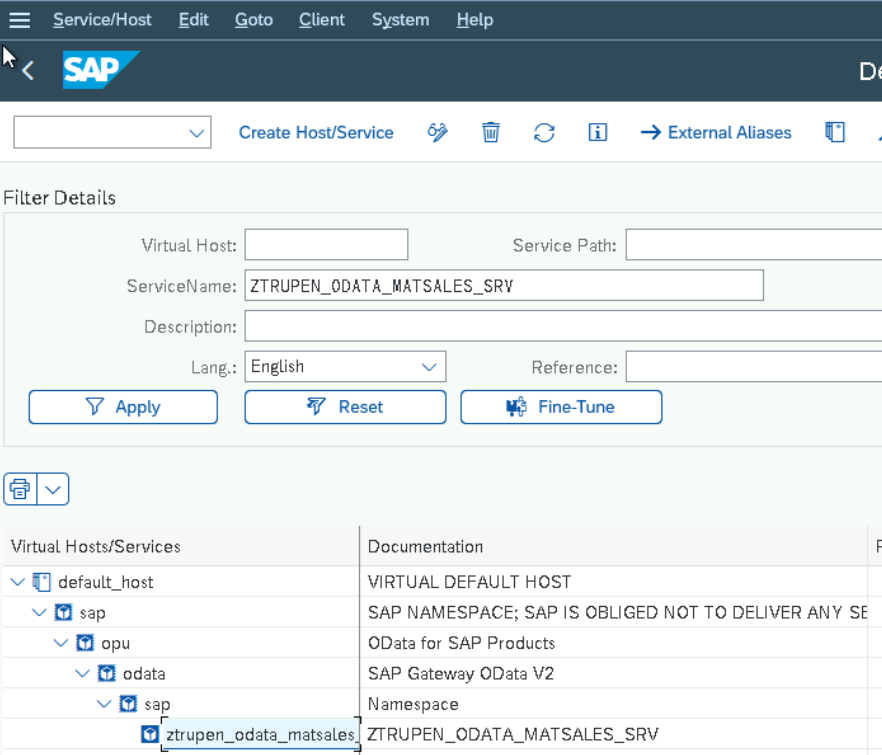 Service/Host Edit Goto Client System Help
SAP
Create Host/Service External Aliases
Filter Details
Virtual Host: Service Path:
ServiceName: ZTRUPEN_ODATA_MATSALES_SRV
Description:
Lang.: English Reference:
Apply Reset Fine-Tune
Virtual Hosts/Services Documentation
default_host VIRTUAL DEFAULT HOST
sap SAP NAMESPACE; SAP IS OBLIGED NOT TO DELIVER ANY SE
opu OData for SAP Products
odata SAP Gateway OData V2
sap Namespace
ztrupen_odata_matsales_ ZTRUPEN_ODATA_MATSALES_SRV